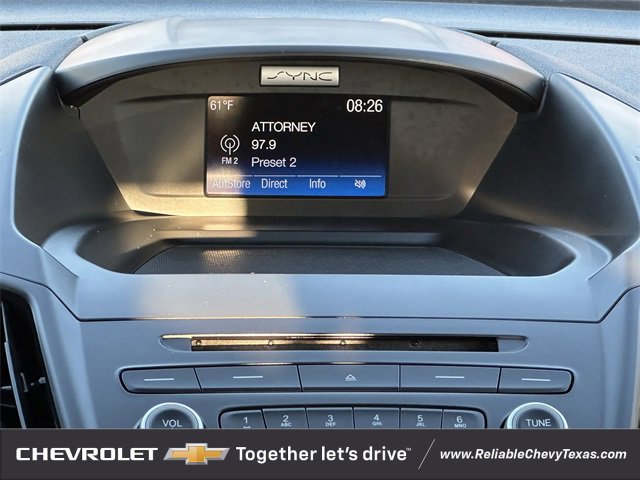 SYNC
61°F 08:26
ATTORNEY
97.9
FM 2 Preset 2
AutoStore Direct Info
VOL 1 2 ABC 3 DEF 4 GHI 5 JKL 6 MNO TUNE
CHEVROLET Together let's drive™ www.ReliableChevyTexas.com